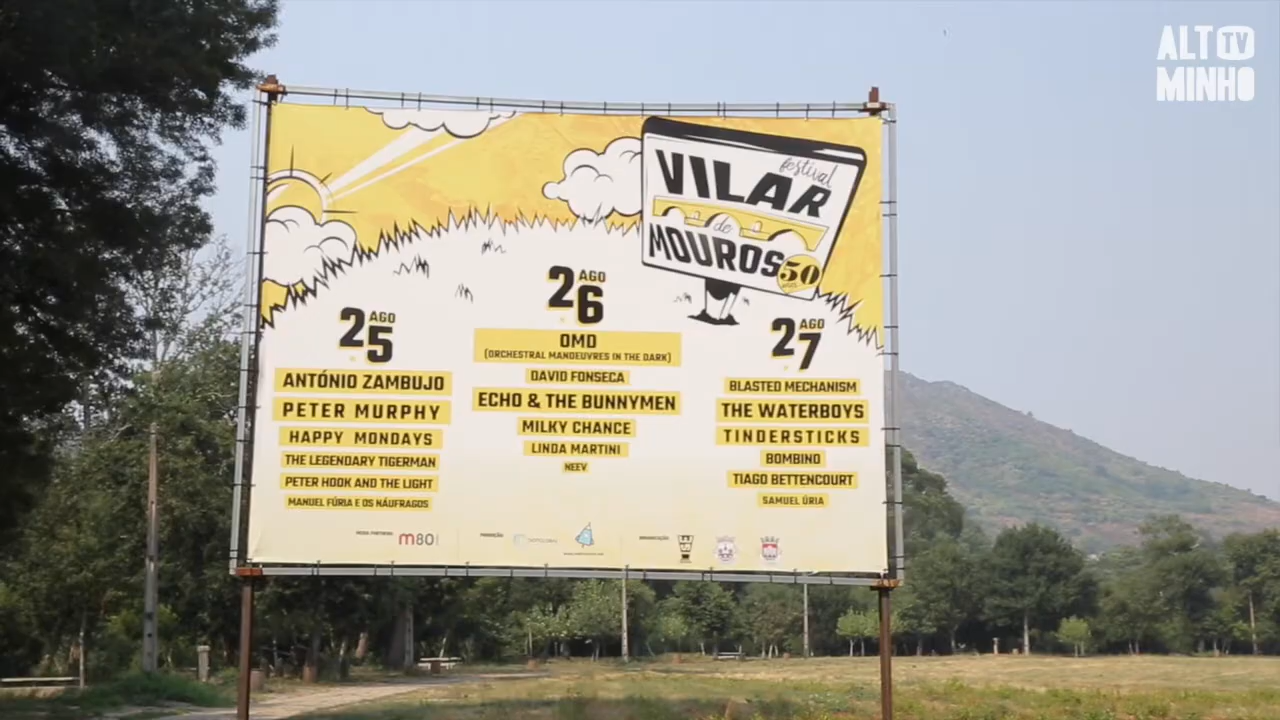 ALTO TV
MINHO
festival
VILAR
de
MOUROS
50
25 AGO
ANTÓNIO ZAMBUJO
PETER MURPHY
HAPPY MONDAYS
THE LEGENDARY TIGERMAN
PETER HOOK AND THE LIGHT
MANUEL FÚRIA E OS NÁUFRAGOS
26 AGO
OMD
(ORCHESTRAL MANOEUVRES IN THE DARK)
DAVID FONSECA
ECHO & THE BUNNYMEN
MILKY CHANCE
LINDA MARTINI
NEEV
27 AGO
BLASTED MECHANISM
THE WATERBOYS
TINDERSTICKS
BOMBINO
TIAGO BETTENCOURT
SAMUEL ÚRIA
m80